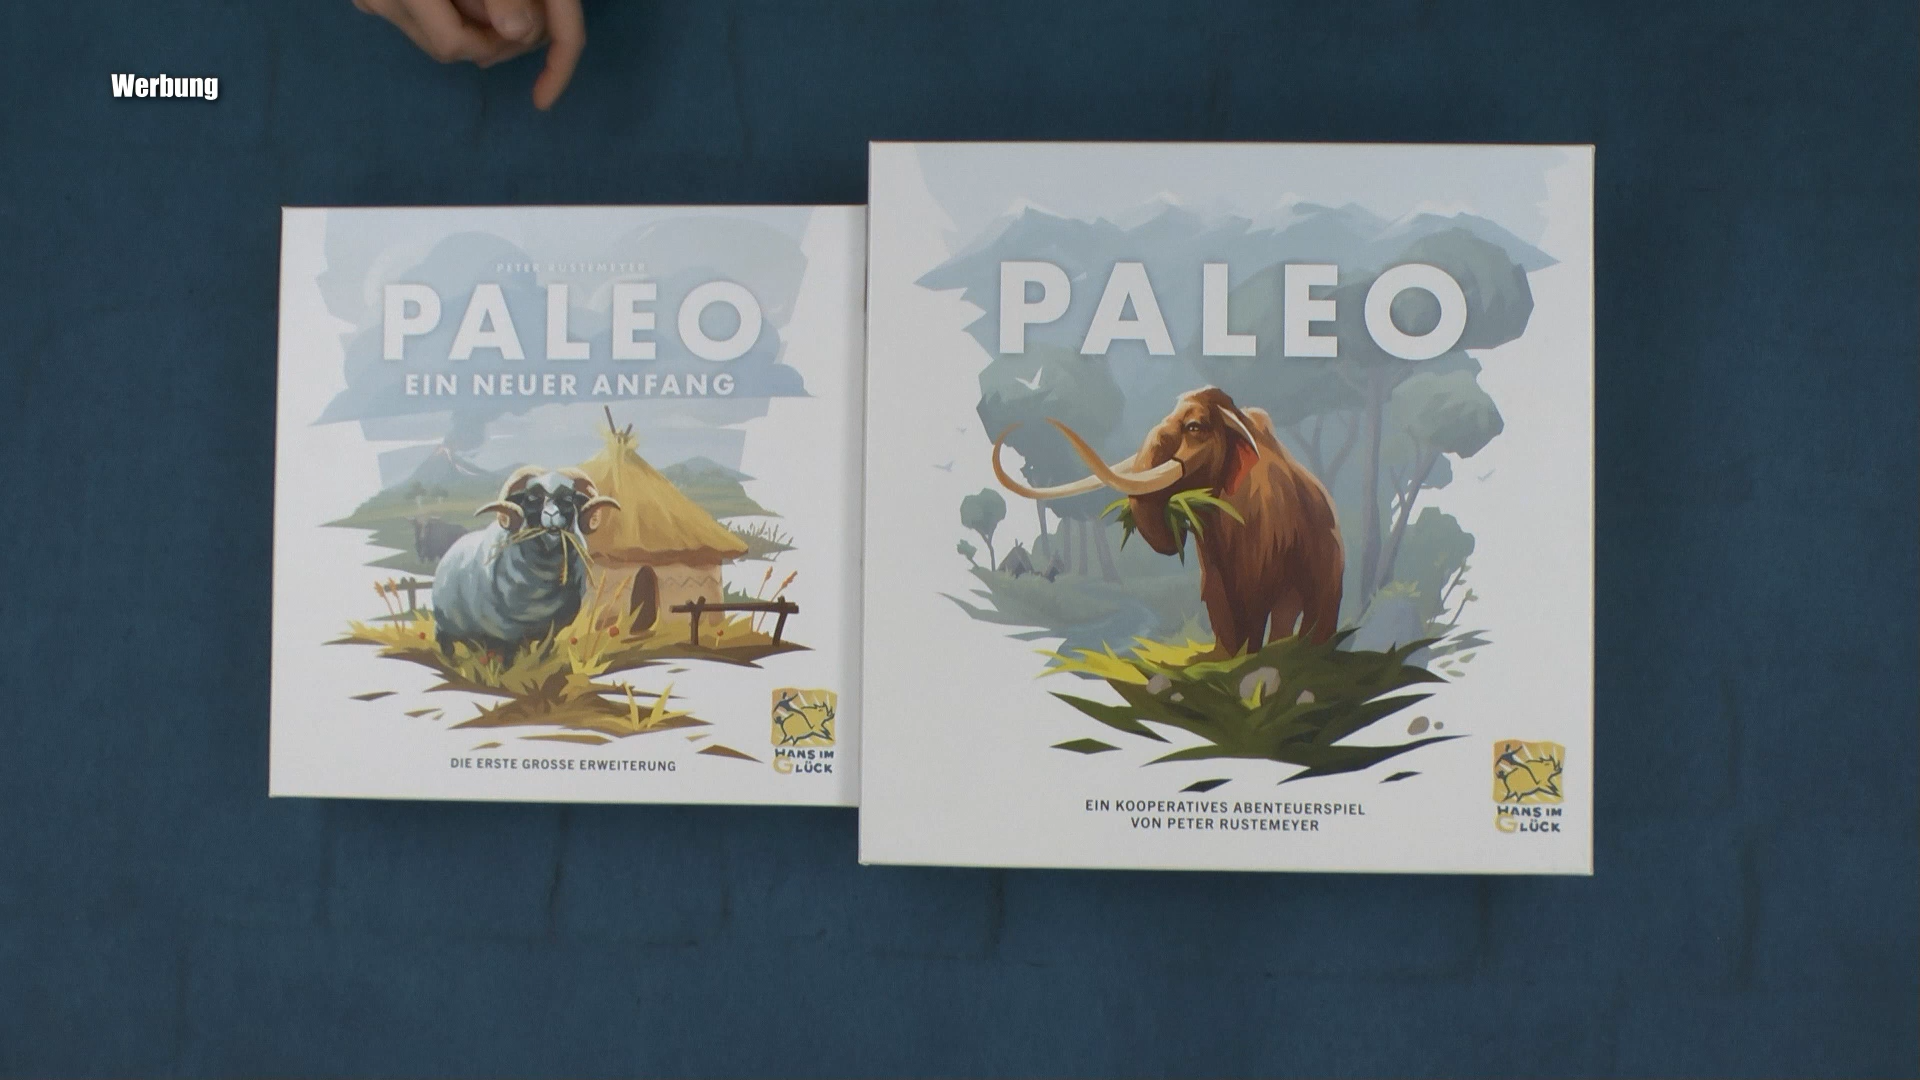 Werbung
PETER RUSTEMEYER
PALEO
EIN NEUER ANFANG
DIE ERSTE GROSSE ERWEITERUNG
HANS IM
GLÜCK
PALEO
EIN KOOPERATIVES ABENTEUERSPIEL
VON PETER RUSTEMEYER
HANS IM
GLÜCK